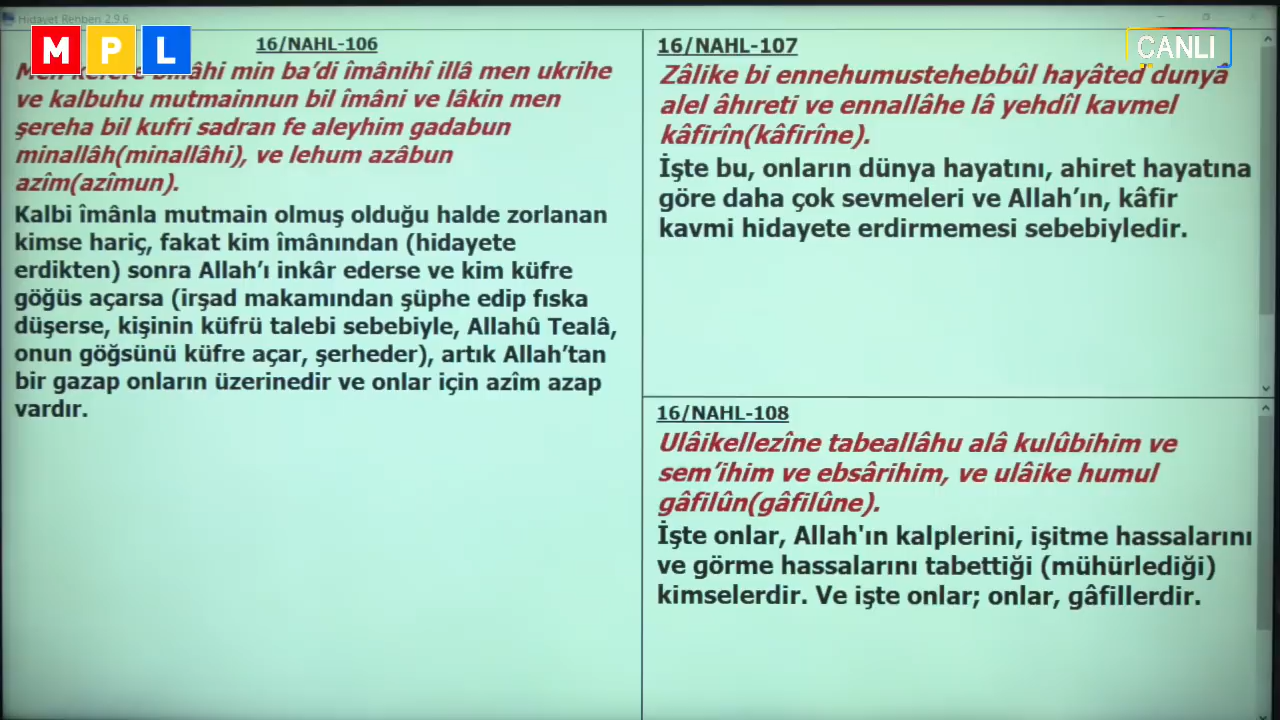 Hidayet Rehberi 2.9.6
MPL
CANLI
16/NAHL-106
Men kefere billâhi min ba’di îmânihî illâ men ukrihe
ve kalbuhu mutmainnun bil îmâni ve lâkin men
şereha bil kufri sadran fe aleyhim gadabun
minallâh(minallâhi), ve lehum azâbun
azîm(azîmun).
Kalbi îmânla mutmain olmuş olduğu halde zorlanan
kimse hariç, fakat kim îmânından (hidayete
erdikten) sonra Allah’ı inkâr ederse ve kim küfre
göğüs açarsa (irşad makamından şüphe edip fıska
düşerse, kişinin küfrü talebi sebebiyle, Allahû Tealâ,
onun göğsünü küfre açar, şerheder), artık Allah’tan
bir gazap onların üzerinedir ve onlar için azîm azap
vardır.
16/NAHL-107
Zâlike bi ennehumustehebbûl hayâted dunyâ
alel âhıreti ve ennallâhe lâ yehdîl kavmel
kâfirîn(kâfirîne).
İşte bu, onların dünya hayatını, ahiret hayatına
göre daha çok sevmeleri ve Allah’ın, kâfir
kavmi hidayete erdirmemesi sebebiyledir.
16/NAHL-108
Ulâikellezîne tabeallâhu alâ kulûbihim ve
sem’ihim ve ebsârihim, ve ulâike humul
gâfilûn(gâfilûne).
İşte onlar, Allah'ın kalplerini, işitme hassalarını
ve görme hassalarını tabettiği (mühürlediği)
kimselerdir. Ve işte onlar; onlar, gâfillerdir.